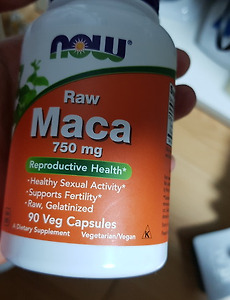 now
Raw
Maca
750 mg
Reproductive Health*
•Healthy Sexual Activity*
•Supports Fertility*
•Raw, Gelatinized
90 Veg Capsules
A Dietary Supplement Vegetarian/Vegan
K